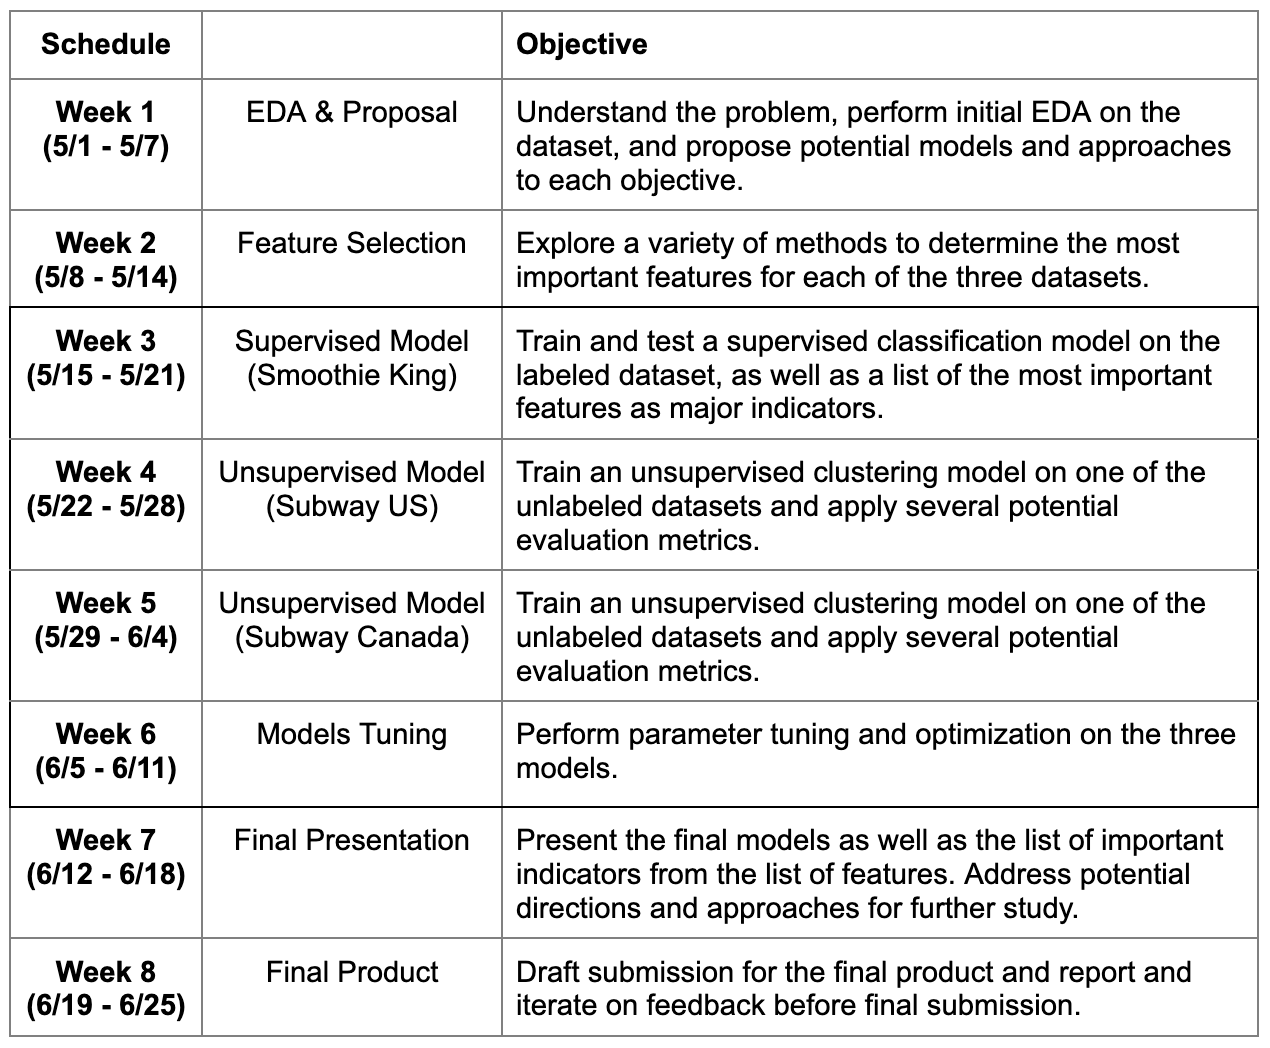 Schedule
Objective
Week 1
(5/1 - 5/7)
EDA & Proposal
Understand the problem, perform initial EDA on the
dataset, and propose potential models and approaches
to each objective.
Week 2
(5/8 - 5/14)
Feature Selection
Explore a variety of methods to determine the most
important features for each of the three datasets.
Week 3
(5/15 - 5/21)
Supervised Model
(Smoothie King)
Train and test a supervised classification model on the
labeled dataset, as well as a list of the most important
features as major indicators.
Week 4
(5/22 - 5/28)
Unsupervised Model
(Subway US)
Train an unsupervised clustering model on one of the
unlabeled datasets and apply several potential
evaluation metrics.
Week 5
(5/29 - 6/4)
Unsupervised Model
(Subway Canada)
Train an unsupervised clustering model on one of the
unlabeled datasets and apply several potential
evaluation metrics.
Week 6
(6/5 - 6/11)
Models Tuning
Perform parameter tuning and optimization on the three
models.
Week 7
(6/12 - 6/18)
Final Presentation
Present the final models as well as the list of important
indicators from the list of features. Address potential
directions and approaches for further study.
Week 8
(6/19 - 6/25)
Final Product
Draft submission for the final product and report and
iterate on feedback before final submission.